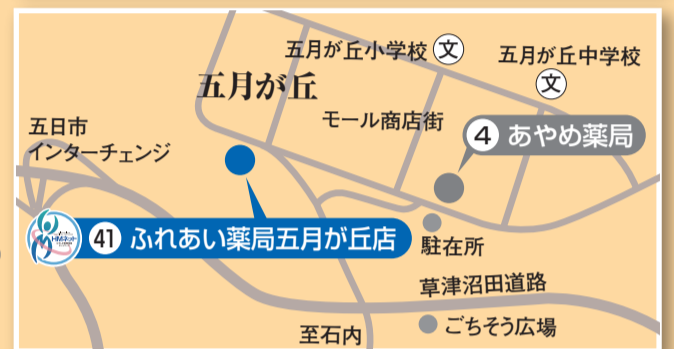 五月が丘小学校 文
五月が丘中学校
文
五月が丘
モール商店街
五日市
インターチェンジ
4 あやめ薬局
41 ふれあい薬局五月が丘店
駐在所
草津沼田道路
ごちそう広場
至石内